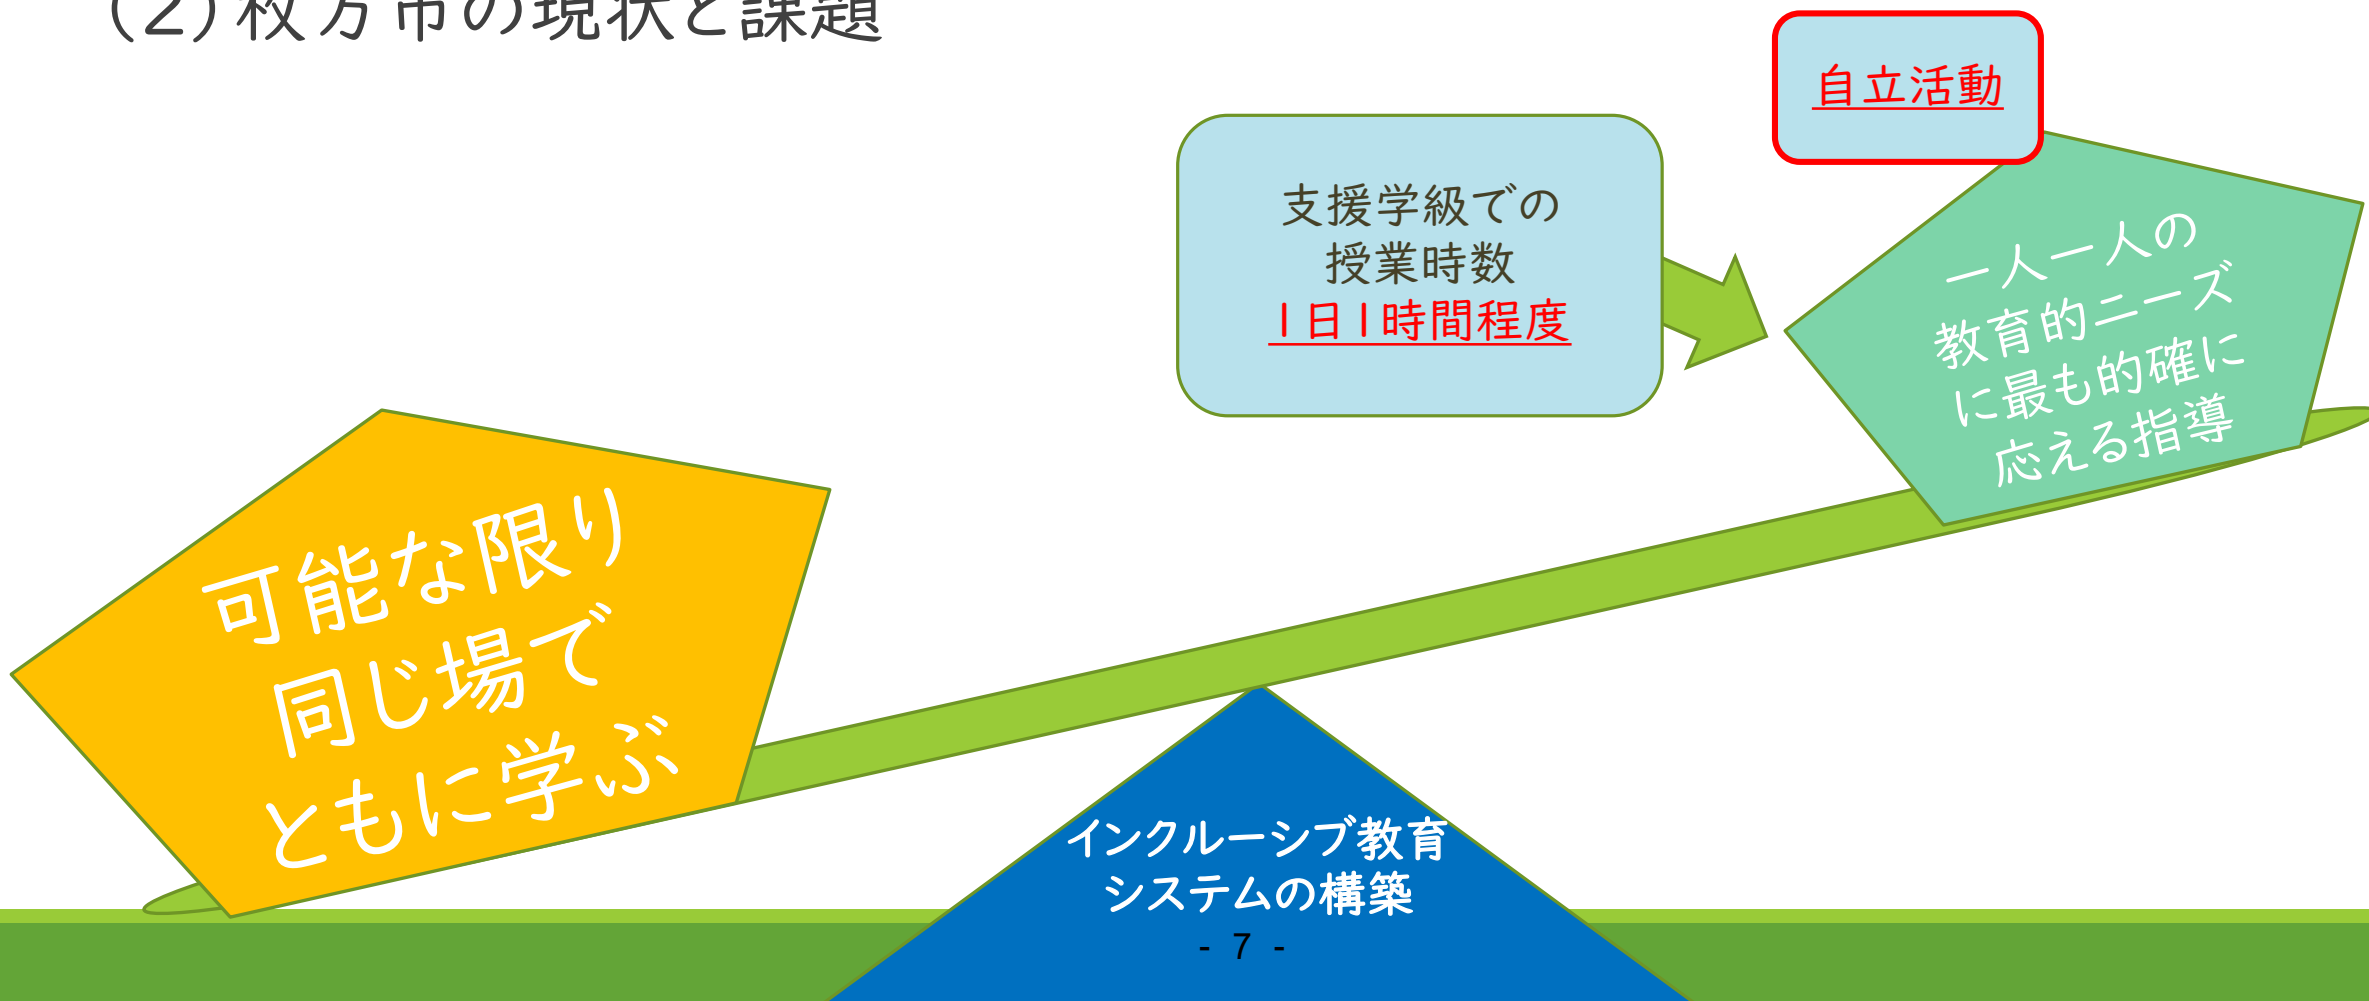 (2)枚方市の現状と課題
自立活動
支援学級での
授業時数
1日1時間程度
一人一人の
教育的ニーズ
に最も的確に
応える指導
可能な限り
同じ場で
ともに学ぶ
インクルーシブ教育
システムの構築
- 7 -